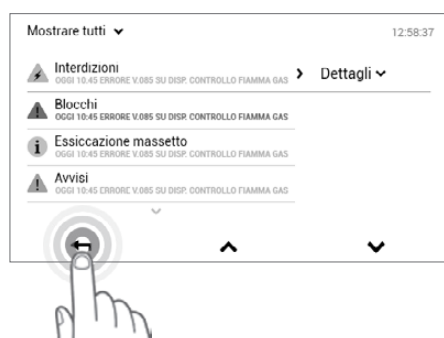 Mostrare tutti
12:58:37
Interdizioni
OGGI 10:45 ERRORE V.085 SU DISP. CONTROLLO FIAMMA GAS
Dettagli
Blocchi
OGGI 10:45 ERRORE V.085 SU DISP. CONTROLLO FIAMMA GAS
Essiccazione massetto
OGGI 10:45 ERRORE V.085 SU DISP. CONTROLLO FIAMMA GAS
Avvisi
OGGI 10:45 ERRORE V.085 SU DISP. CONTROLLO FIAMMA GAS